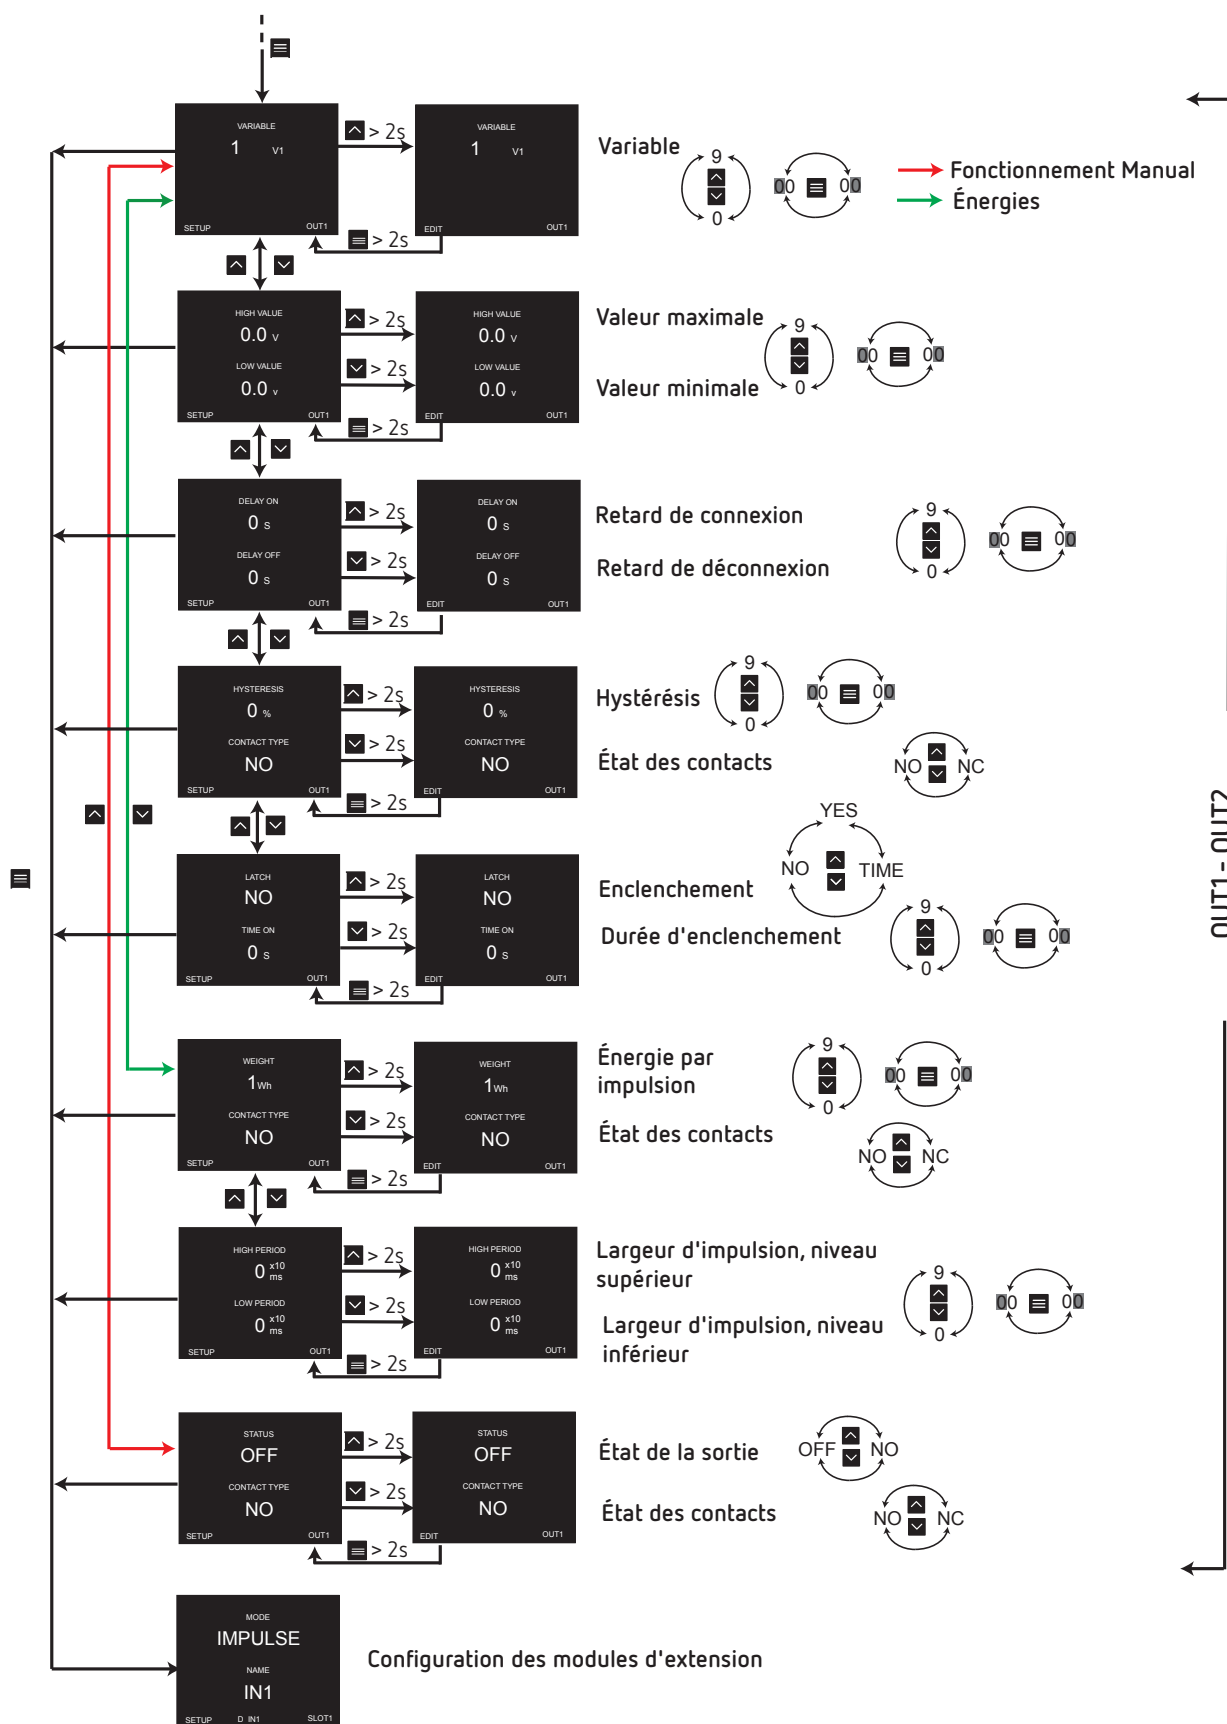 VARIABLE
1 V1
SETUP OUT1
> 2s
VARIABLE
1 V1
EDIT OUT1
> 2s
Variable
9
0
00 00
Fonctionnement Manual
Énergies
HIGH VALUE
0.0 V
LOW VALUE
0.0 v
SETUP OUT1
> 2s
> 2s
> 2s
HIGH VALUE
0.0 V
LOW VALUE
0.0 v
EDIT OUT1
Valeur maximale
Valeur minimale
9
0
00 00
DELAY ON
0 S
DELAY OFF
0 S
SETUP OUT1
> 2s
> 2s
> 2s
DELAY ON
0 S
DELAY OFF
0 S
EDIT OUT1
Retard de connexion
Retard de déconnexion
9
0
00 00
HYSTERESIS
0 %
CONTACT TYPE
NO
SETUP OUT1
> 2s
> 2s
> 2s
HYSTERESIS
0 %
CONTACT TYPE
NO
EDIT OUT1
Hystérésis
9
0
00 00
État des contacts
NO NC
LATCH
NO
TIME ON
0 S
SETUP OUT1
> 2s
> 2s
> 2s
LATCH
NO
TIME ON
0 S
EDIT OUT1
Enclenchement
YES
NO TIME
Durée d'enclenchement
9
0
00 00
OUT1- OUT2
WEIGHT
1Wh
CONTACT TYPE
NO
SETUP OUT1
> 2s
> 2s
> 2s
WEIGHT
1Wh
CONTACT TYPE
NO
EDIT OUT1
Énergie par
impulsion
9
0
00 00
État des contacts
NO NC
HIGH PERIOD
0 x10 ms
LOW PERIOD
0 x10 ms
SETUP OUT1
> 2s
> 2s
> 2s
HIGH PERIOD
0 x10 ms
LOW PERIOD
0 x10 ms
EDIT OUT1
Largeur d'impulsion, niveau
supérieur
Largeur d'impulsion, niveau
inférieur
9
0
00 00
STATUS
OFF
CONTACT TYPE
NO
SETUP OUT1
> 2s
> 2s
> 2s
STATUS
OFF
CONTACT TYPE
NO
EDIT OUT1
État de la sortie
OFF NO
État des contacts
NO NC
MODE
IMPULSE
NAME
IN1
SETUP D IN1 SLOT1
Configuration des modules d'extension